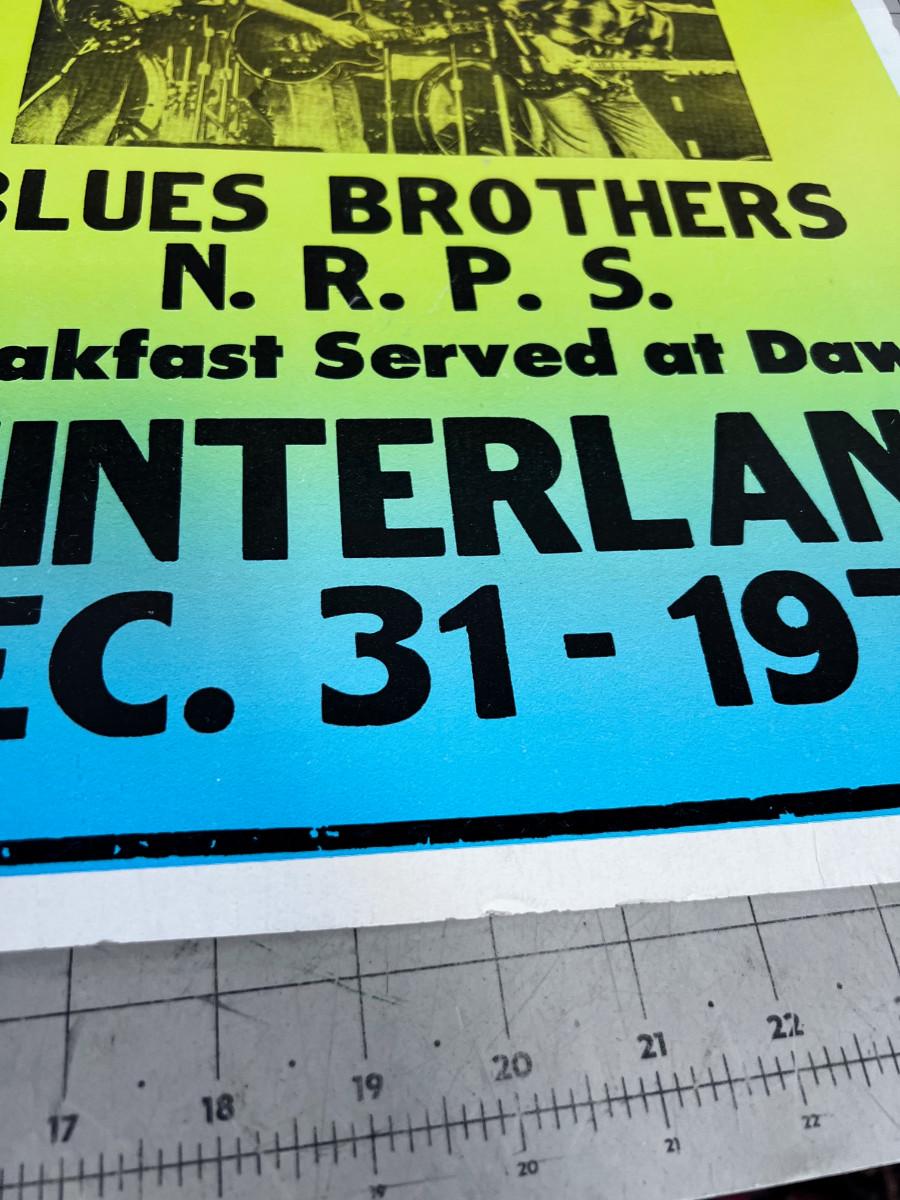 BLUES BROTHERS
N. R. P. S.
akfast Served at Daw
INTERLAN
EC. 31 - 197
17 18 19 20 21 22
19 20 21 22